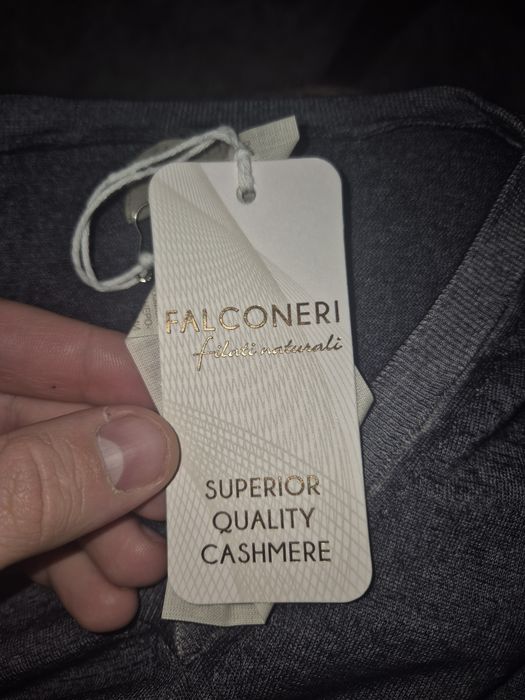 FALCONERI
filati naturali
SUPERIOR
QUALITY
CASHMERE